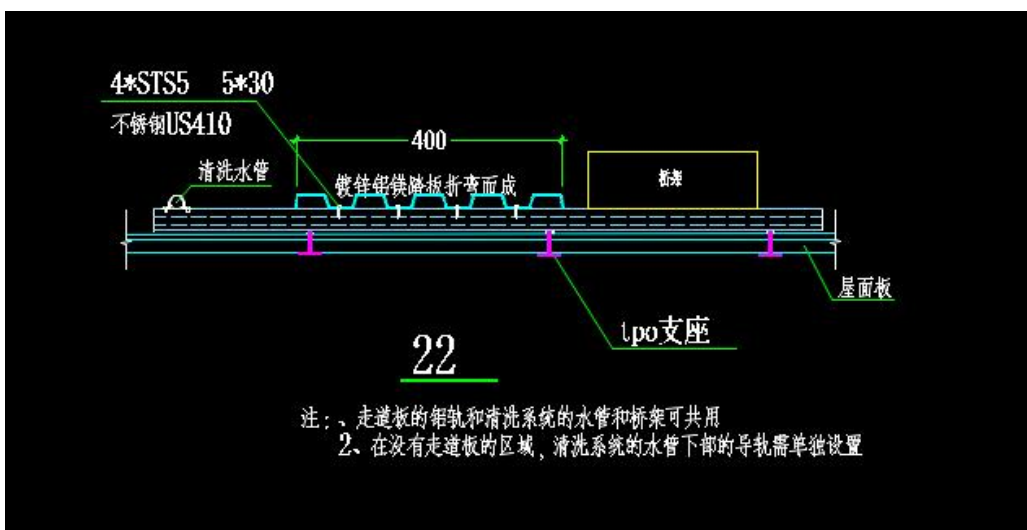 4*STS5 5*30
不锈钢US410
400
清洗水管
镀锌铝镁踏板折弯而成
桥架
屋面板
tpo支座
22
注:、走道板的铝轨和清洗系统的水管和桥架可共用
2、在没有走道板的区域,清洗系统的水管下部的导轨需单独设置